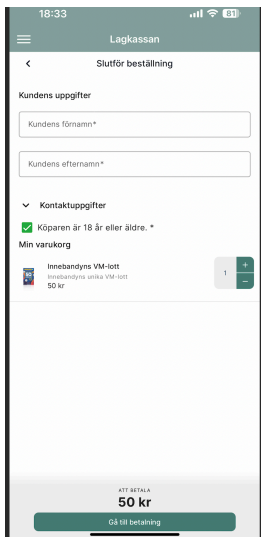 18:33
81
Lagkassan
Slutför beställning
Kundens uppgifter
Kundens förnamn*
Kundens efternamn*
Kontaktuppgifter
Köparen är 18 år eller äldre. *
Min varukorg
Innebandyns VM-lott
Innebandyns unika VM-lott
50 kr
1
+
−
ATT BETALA
50 kr
Gå till betalning